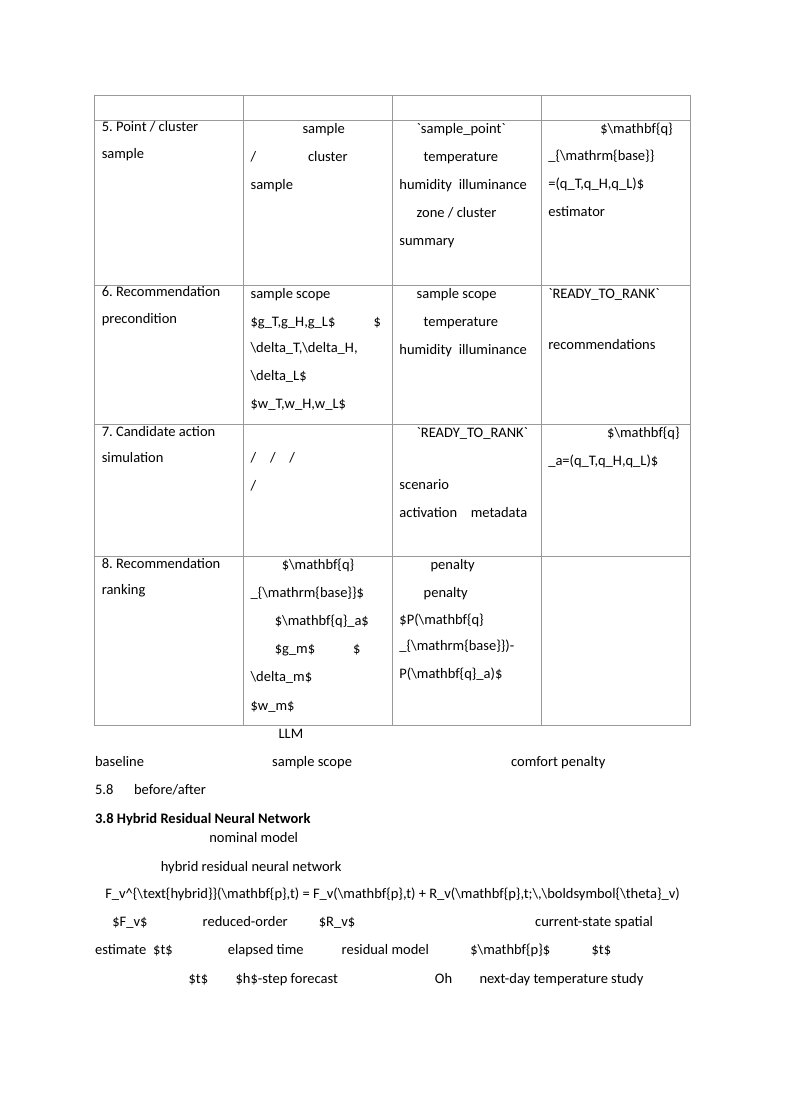 5. Point / cluster
sample
sample
/ cluster
sample
`sample_point`
temperature
humidity illuminance
zone / cluster
summary
$\mathbf{q}
_{\mathrm{base}}
=(q_T,q_H,q_L)$
estimator
6. Recommendation
precondition
sample scope
$g_T,g_H,g_L$ $
\delta_T,\delta_H,
\delta_L$
$w_T,w_H,w_L$
sample scope
temperature
humidity illuminance
`READY_TO_RANK`
recommendations
7. Candidate action
simulation
/ / /
/
`READY_TO_RANK`
scenario
activation metadata
$\mathbf{q}
_a=(q_T,q_H,q_L)$
8. Recommendation
ranking
$\mathbf{q}
_{\mathrm{base}}$
$\mathbf{q}_a$
$g_m$ $
\delta_m$
$w_m$
penalty
penalty
$P(\mathbf{q}
_{\mathrm{base}})-
P(\mathbf{q}_a)$
LLM
baseline sample scope comfort penalty
5.8 before/after
3.8 Hybrid Residual Neural Network
nominal model
hybrid residual neural network
F_v^{\text{hybrid}}(\mathbf{p},t) = F_v(\mathbf{p},t) + R_v(\mathbf{p},t;\,\boldsymbol{\theta}_v)
$F_v$ reduced-order $R_v$ current-state spatial
estimate $t$ elapsed time residual model $\mathbf{p}$ $t$
$t$ $h$-step forecast Oh next-day temperature study